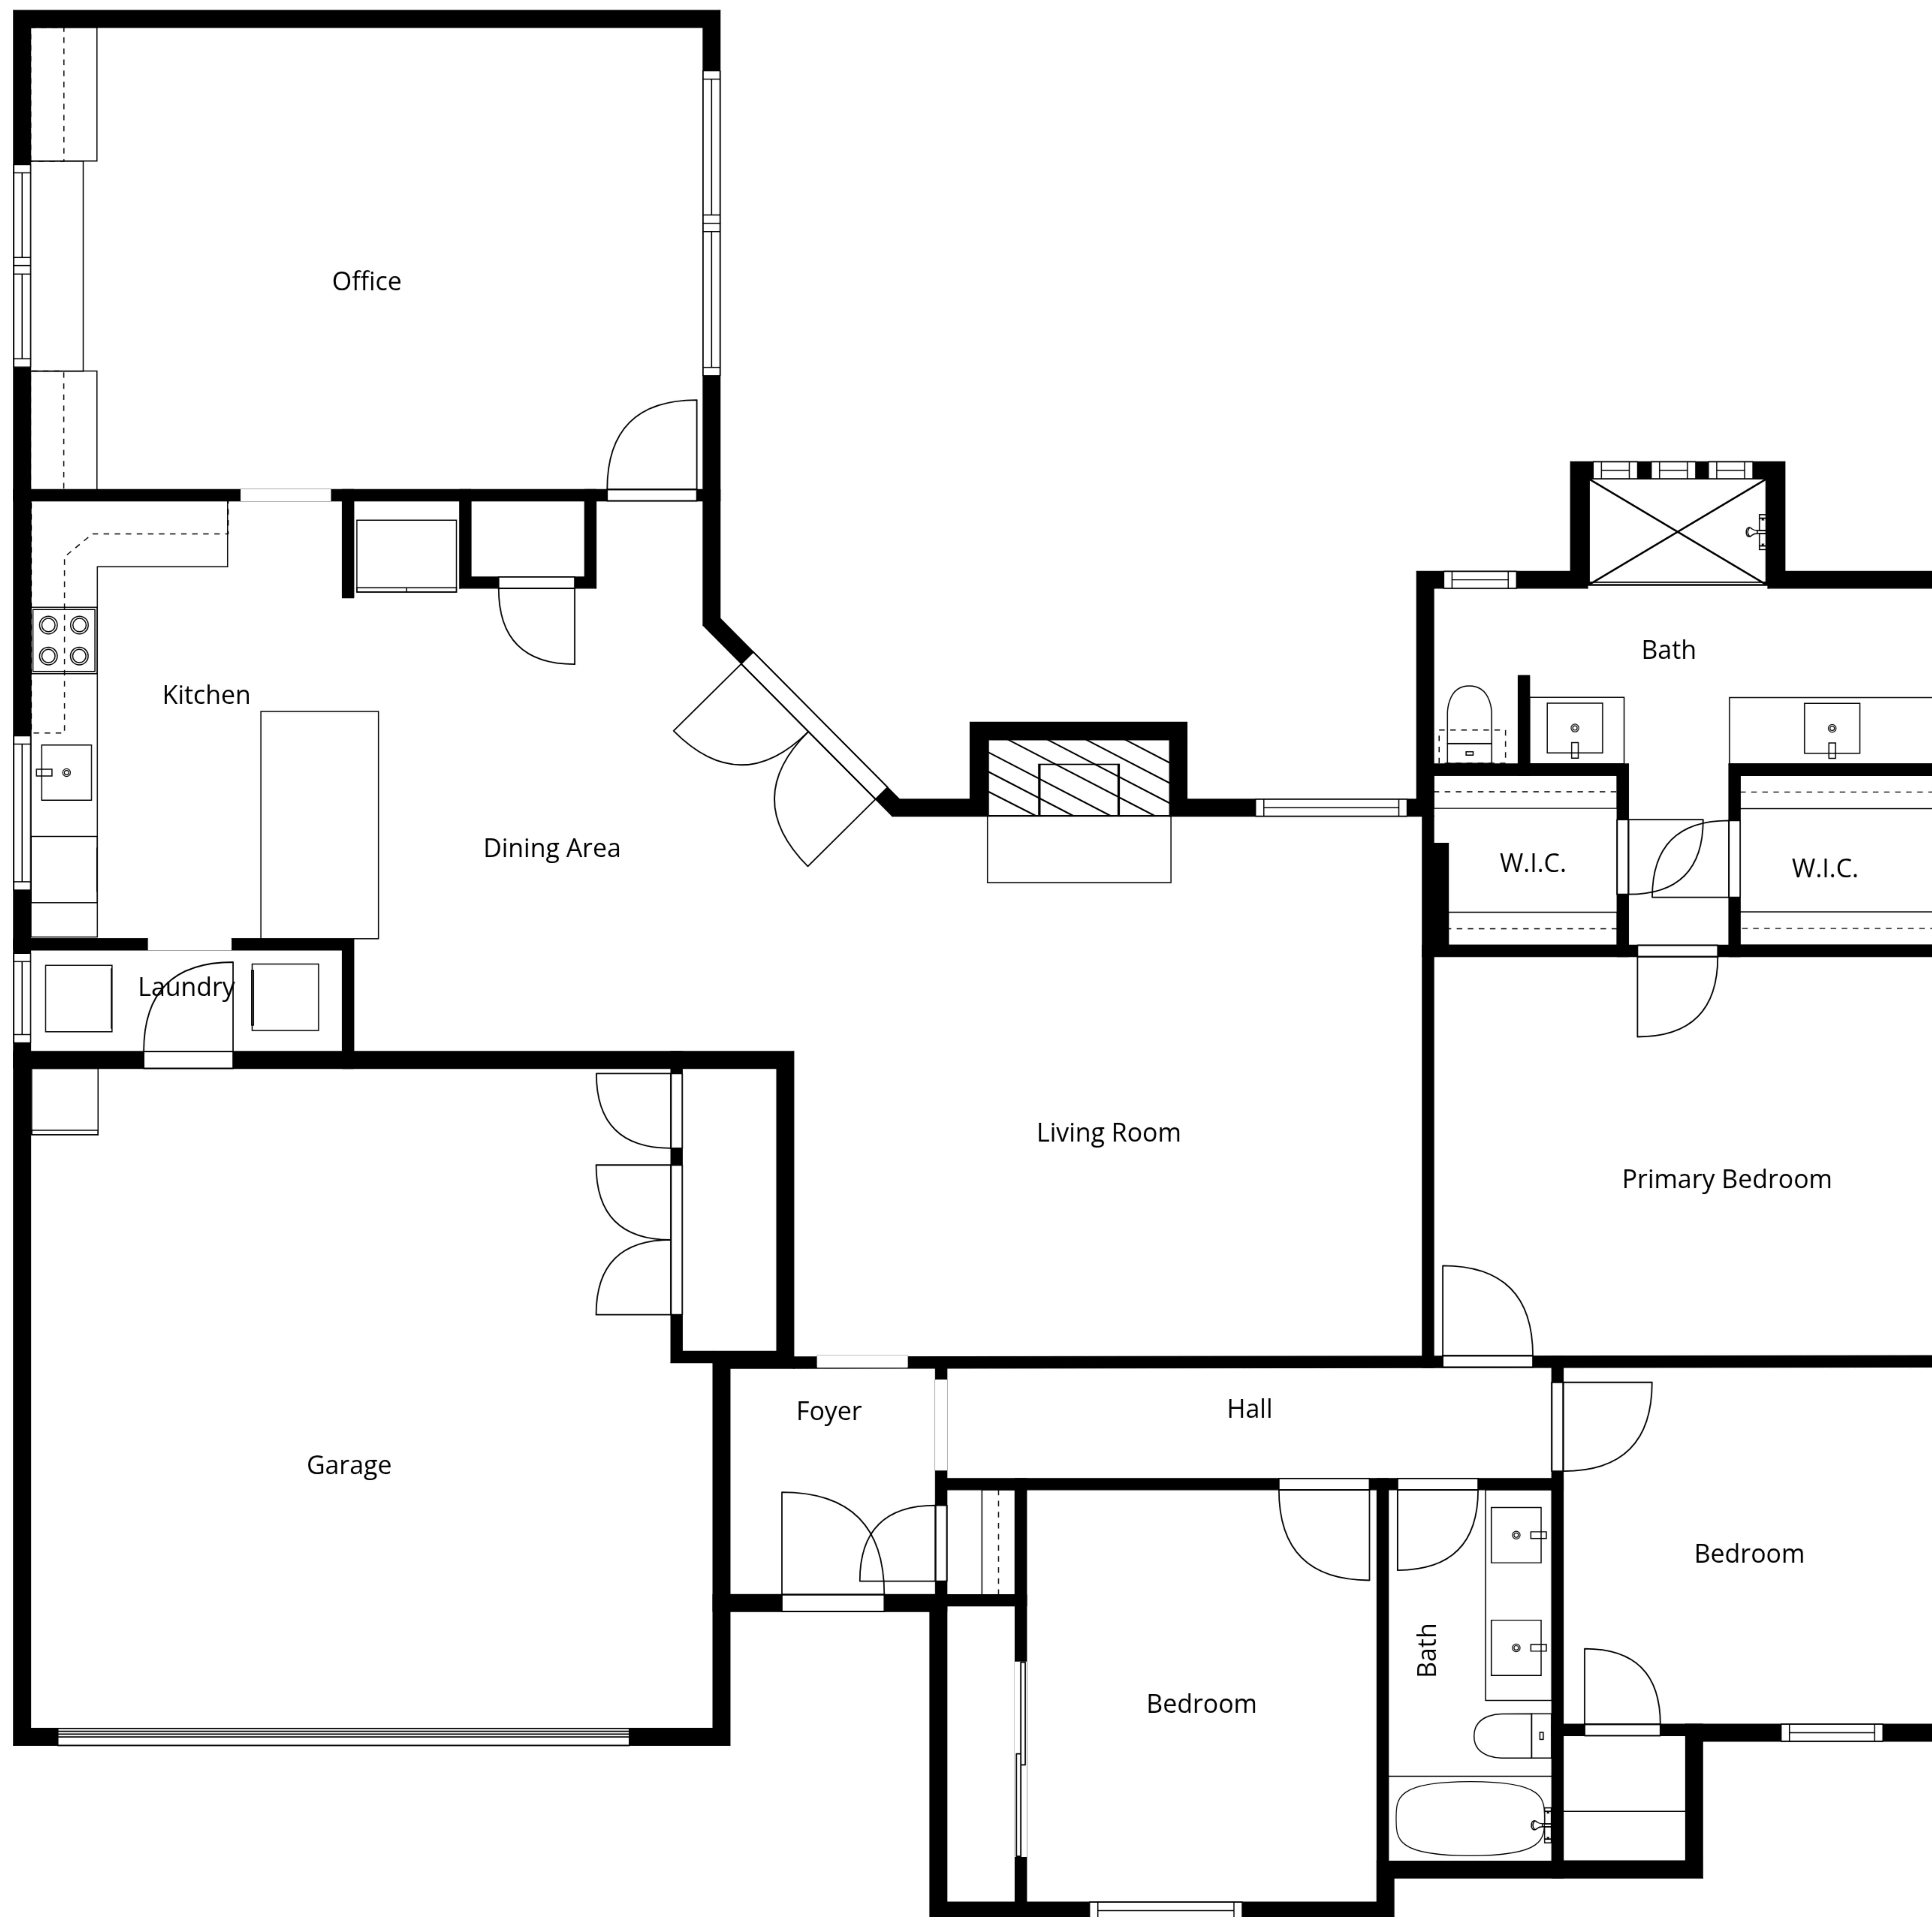 Office
Bath
Kitchen
Dining Area
W.I.C.
W.I.C.
Laundry
Living Room
Primary Bedroom
Foyer
Hall
Garage
Bedroom
Bath
Bedroom